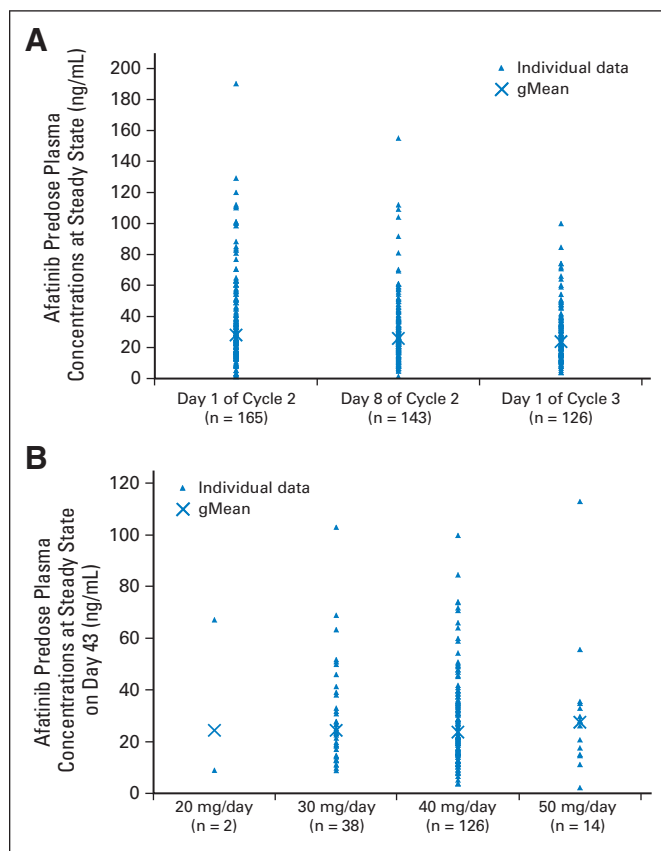 A
Afatinib Predose Plasma
Concentrations at Steady State (ng/mL)
200
180
160
140
120
100
80
60
40
20
0
Individual data
gMean
Day 1 of Cycle 2
(n = 165)
Day 8 of Cycle 2
(n = 143)
Day 1 of Cycle 3
(n = 126)
B
Afatinib Predose Plasma
Concentrations at Steady State
on Day 43 (ng/mL)
120
100
80
60
40
20
0
Individual data
gMean
20 mg/day
(n = 2)
30 mg/day
(n = 38)
40 mg/day
(n = 126)
50 mg/day
(n = 14)